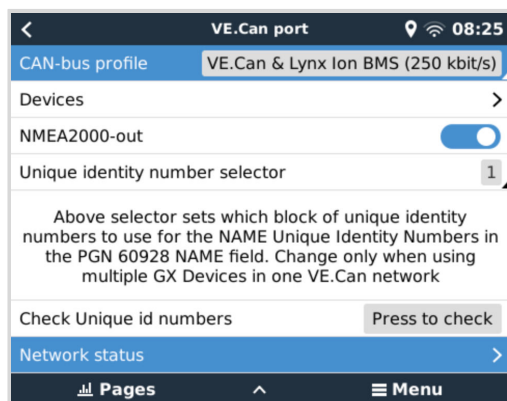 VE.Can port 08:25
CAN-bus profile VE.Can & Lynx Ion BMS (250 kbit/s)
Devices
NMEA2000-out
Unique identity number selector 1
Above selector sets which block of unique identity
numbers to use for the NAME Unique Identity Numbers in
the PGN 60928 NAME field. Change only when using
multiple GX Devices in one VE.Can network
Check Unique id numbers Press to check
Network status
Pages Menu